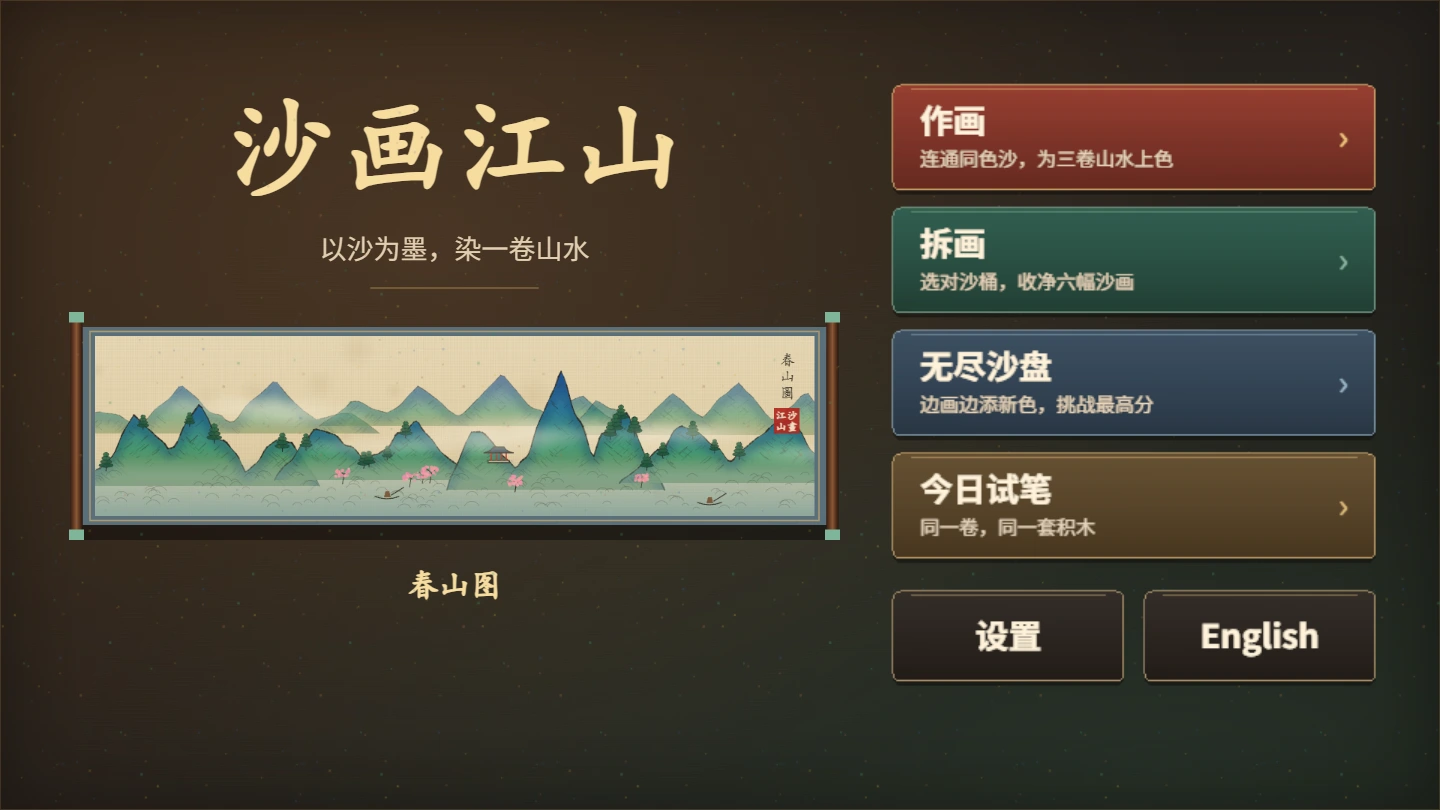 沙画江山
以沙为墨，染一卷山水
春山圖
沙畫江山
春山图
作画
连通同色沙，为三卷山水上色
拆画
选对沙桶，收净六幅沙画
无尽沙盘
边画边添新色，挑战最高分
今日试笔
同一卷，同一套积木
设置
English